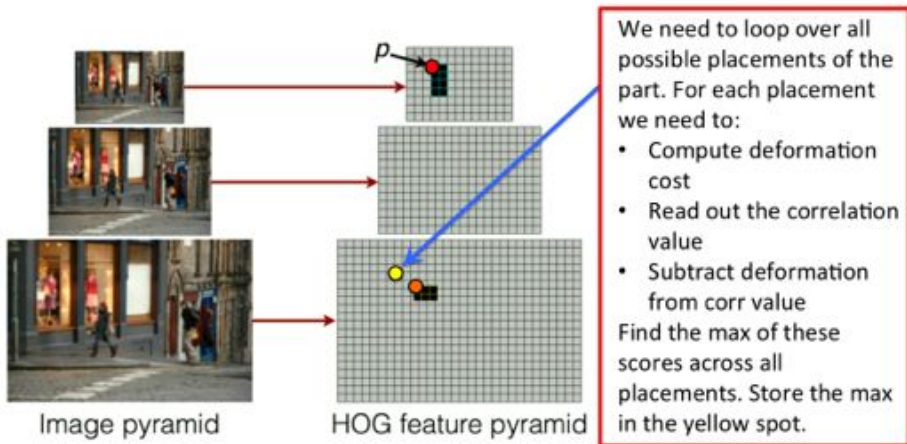 p
We need to loop over all
possible placements of the
part. For each placement
we need to:
• Compute deformation
cost
• Read out the correlation
value
• Subtract deformation
from corr value
Find the max of these
scores across all
placements. Store the max
in the yellow spot.
Image pyramid
HOG feature pyramid